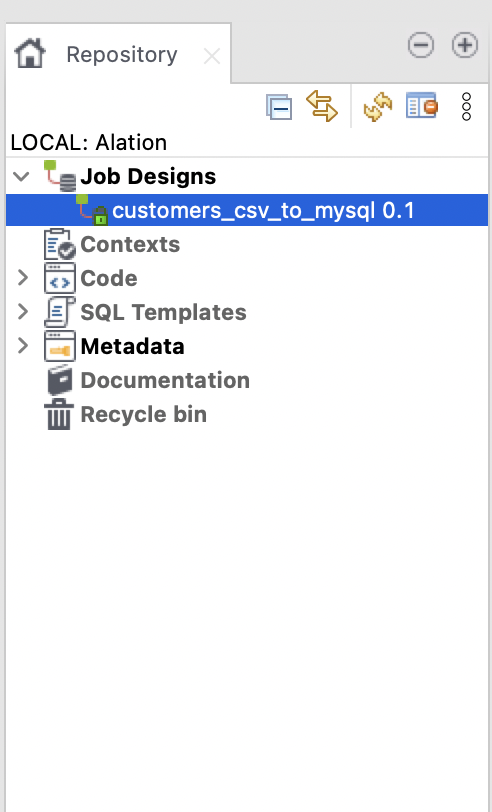 Repository
LOCAL: Alation
Job Designs
customers_csv_to_mysql 0.1
Contexts
Code
SQL Templates
Metadata
Documentation
Recycle bin